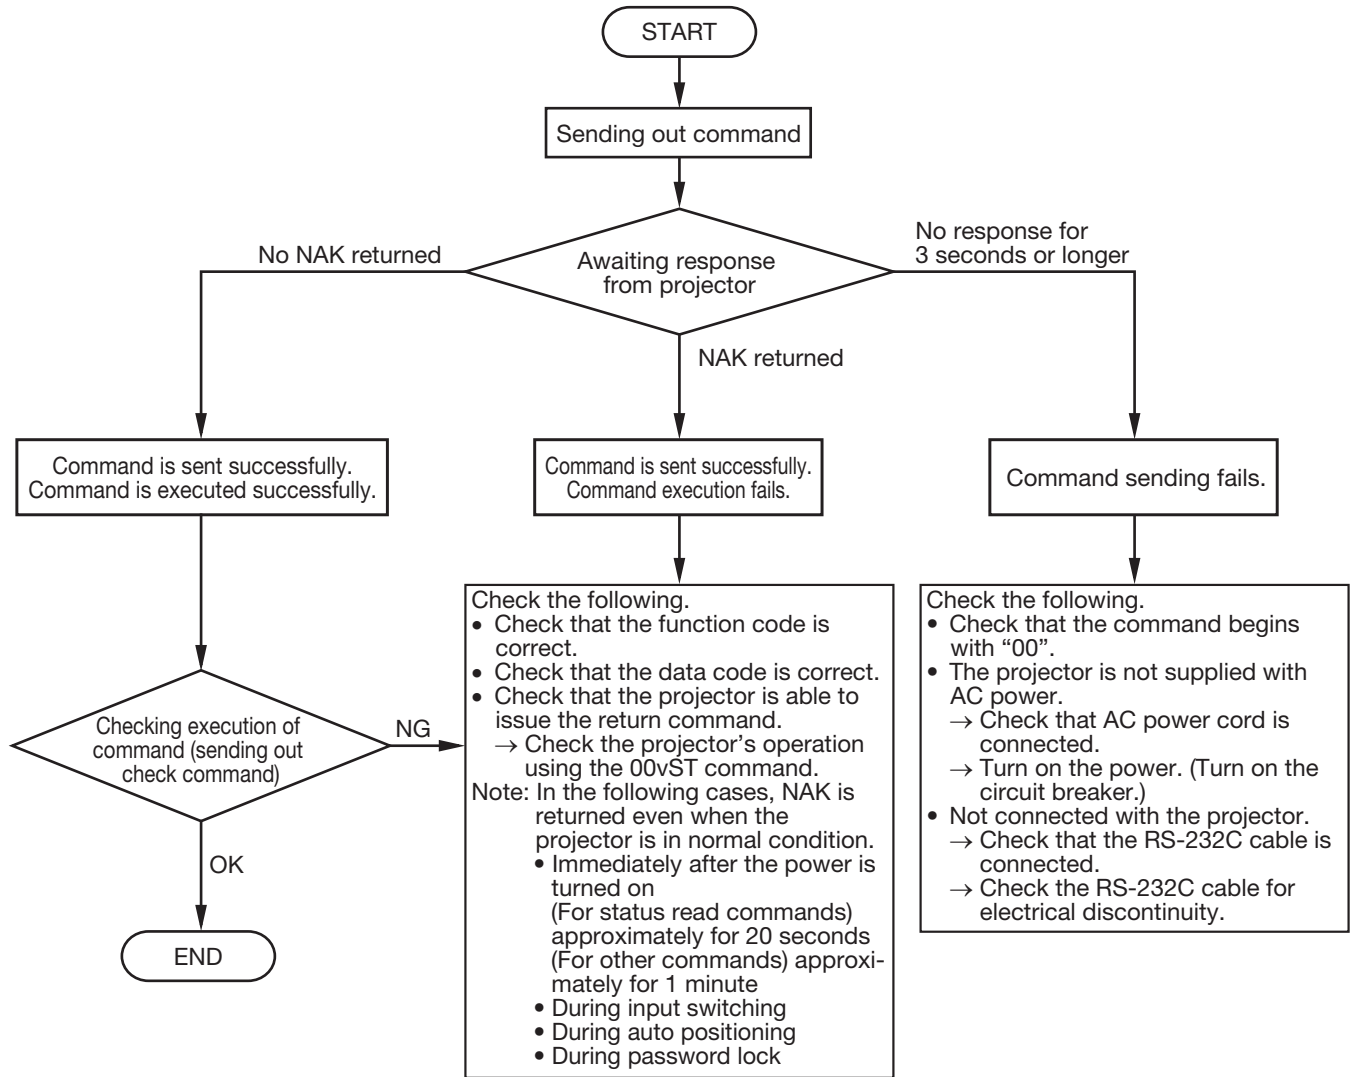 START
Sending out command
Awaiting response
from projector
No NAK returned
NAK returned
No response for
3 seconds or longer
Command is sent successfully.
Command is executed successfully.
Command is sent successfully.
Command execution fails.
Command sending fails.
Checking execution of
command (sending out
check command)
NG
OK
END
Check the following.
• Check that the function code is
correct.
• Check that the data code is correct.
• Check that the projector is able to
issue the return command.
→ Check the projector's operation
using the 00vST command.
Note: In the following cases, NAK is
returned even when the
projector is in normal condition.
• Immediately after the power is
turned on
(For status read commands)
approximately for 20 seconds
(For other commands) approxi-
mately for 1 minute
• During input switching
• During auto positioning
• During password lock
Check the following.
• Check that the command begins
with “00”.
• The projector is not supplied with
AC power.
→ Check that AC power cord is
connected.
→ Turn on the power. (Turn on the
circuit breaker.)
• Not connected with the projector.
→ Check that the RS-232C cable is
connected.
→ Check the RS-232C cable for
electrical discontinuity.